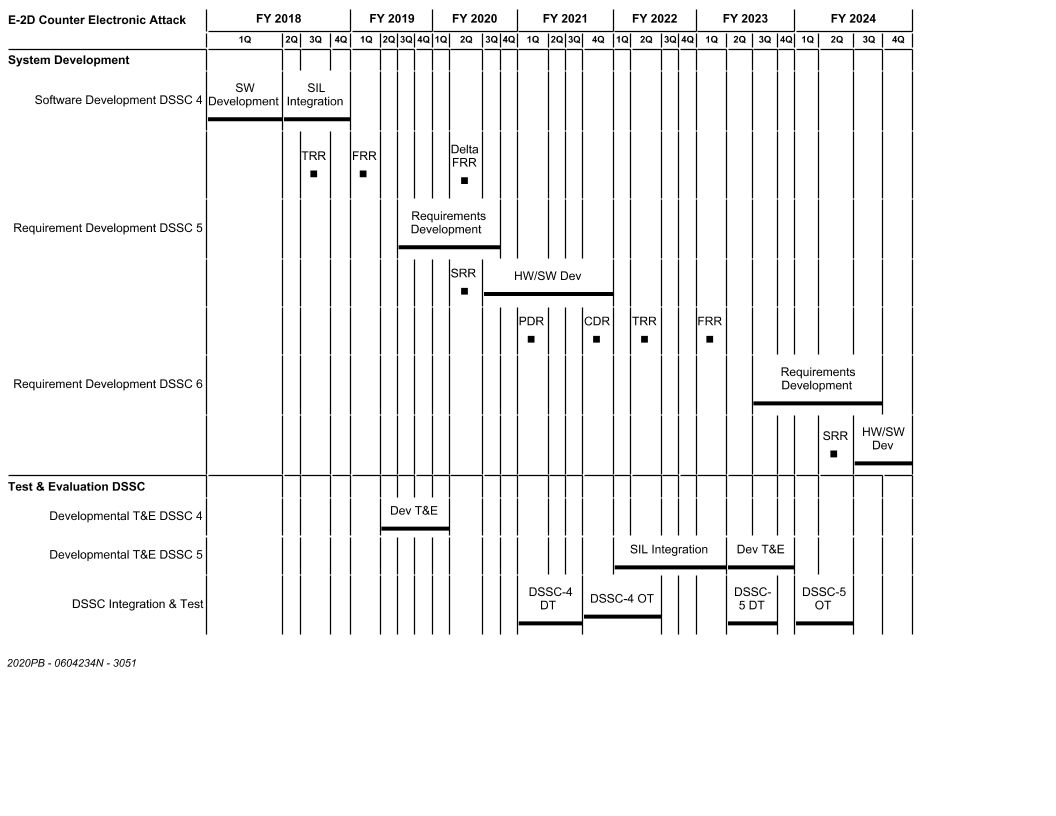 E-2D Counter Electronic Attack FY 2018 FY 2019 FY 2020 FY 2021 FY 2022 FY 2023 FY 2024
1Q 2Q 3Q 4Q 1Q 2Q 3Q 4Q 1Q 2Q 3Q 4Q 1Q 2Q 3Q 4Q 1Q 2Q 3Q 4Q 1Q 2Q 3Q 4Q 1Q 2Q 3Q 4Q
System Development
Software Development DSSC 4
SW
Development
SIL
Integration
TRR
FRR
Delta
FRR
Requirement Development DSSC 5
Requirements
Development
SRR
HW/SW Dev
PDR
CDR
TRR
FRR
Requirement Development DSSC 6
Requirements
Development
SRR
HW/SW
Dev
Test & Evaluation DSSC
Developmental T&E DSSC 4
Dev T&E
Developmental T&E DSSC 5
SIL Integration
Dev T&E
DSSC Integration & Test
DSSC-4
DT
DSSC-4 OT
DSSC-
5 DT
DSSC-5
OT
2020PB - 0604234N - 3051